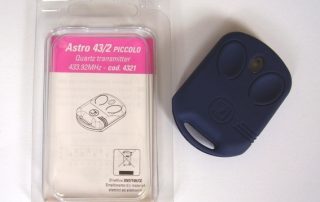 Astro 43/2 PICCOLO
Quartz transmitter
433.92MHz - cod. 4321